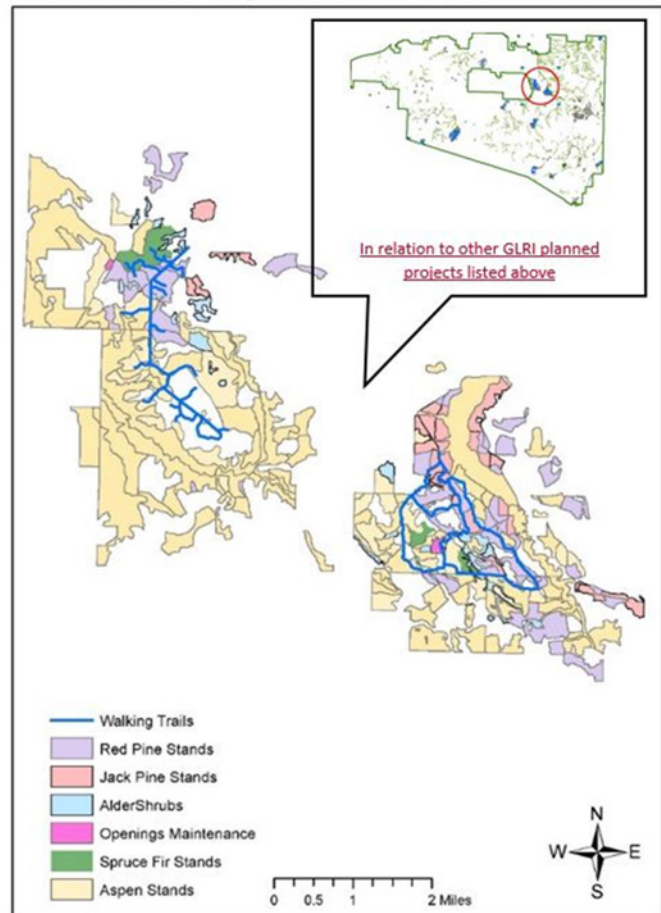 In relation to other GLRI planned
projects listed above
Walking Trails
Red Pine Stands
Jack Pine Stands
AlderShrubs
Openings Maintenance
Spruce Fir Stands
Aspen Stands
0 0.5 1 2 Miles
N
W E
S